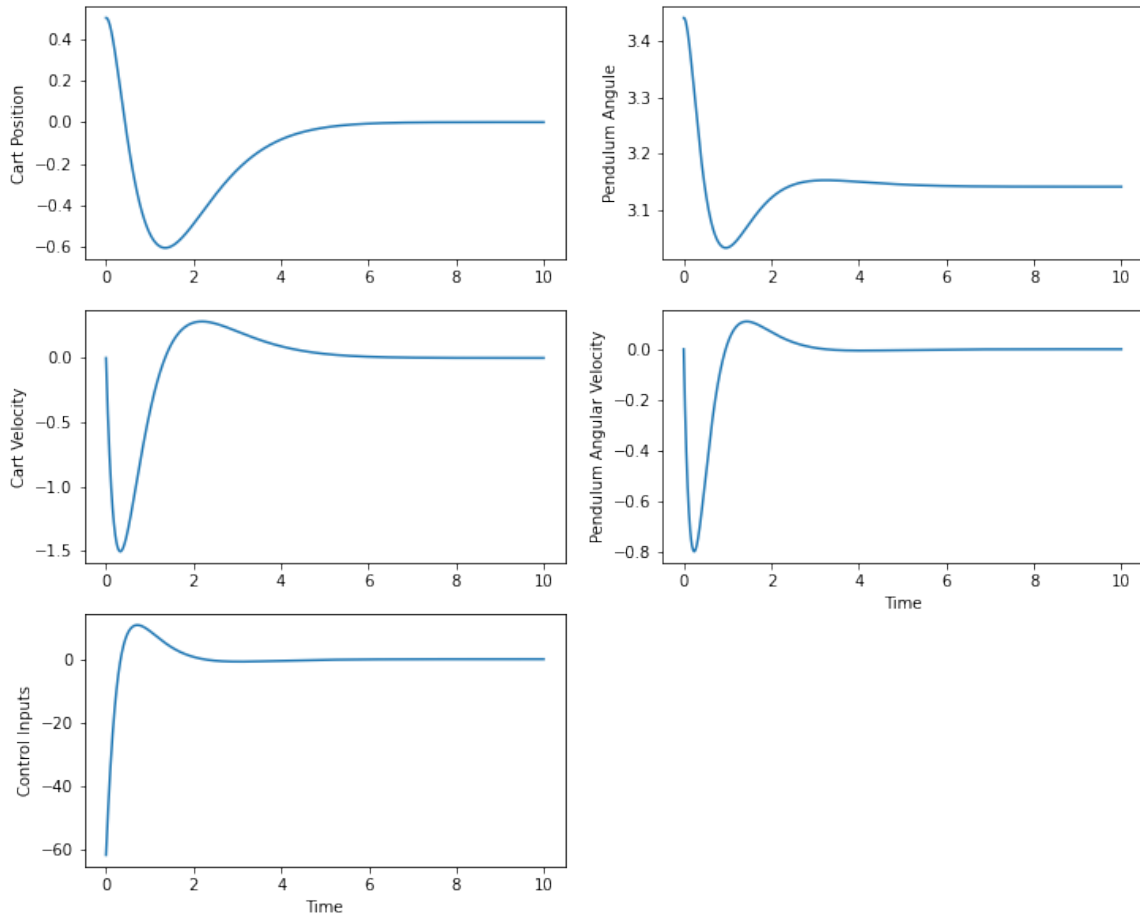 Cart Position
0.4
0.2
0.0
−0.2
−0.4
−0.6
0 2 4 6 8 10
Pendulum Angule
3.4
3.3
3.2
3.1
0 2 4 6 8 10
Cart Velocity
0.0
−0.5
−1.0
−1.5
0 2 4 6 8 10
Pendulum Angular Velocity
0.0
−0.2
−0.4
−0.6
−0.8
0 2 4 6 8 10
Time
Control Inputs
0
−20
−40
−60
0 2 4 6 8 10
Time